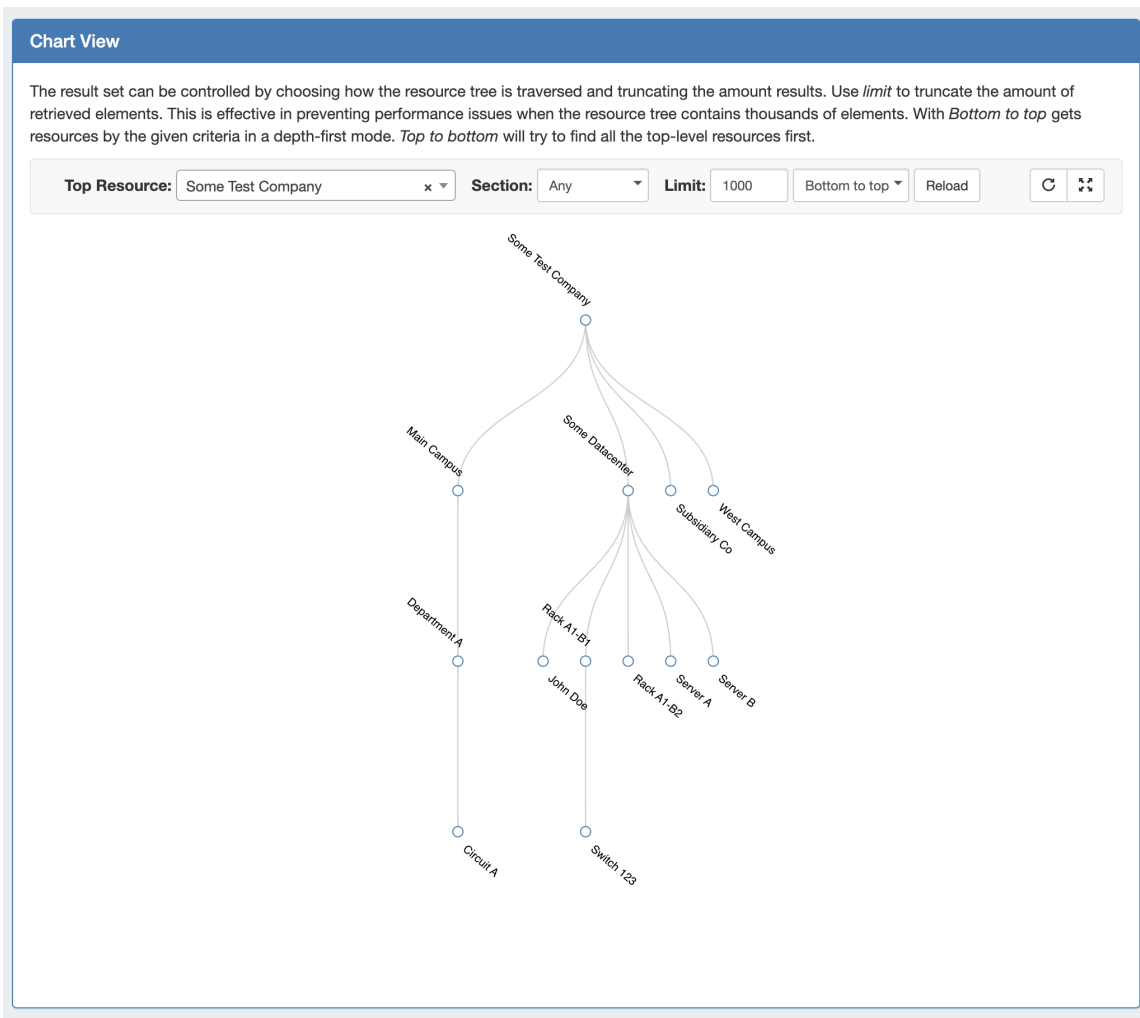 Chart View
The result set can be controlled by choosing how the resource tree is traversed and truncating the amount results. Use limit to truncate the amount of
retrieved elements. This is effective in preventing performance issues when the resource tree contains thousands of elements. With Bottom to top gets
resources by the given criteria in a depth-first mode. Top to bottom will try to find all the top-level resources first.
Top Resource: Some Test Company × Section: Any Limit: 1000 Bottom to top Reload
Some Test Company
Main Campus
Some Datacenter
Subsidiary Co
West Campus
Department A
Rack A1-B1
John Doe
Rack A1-B2
Server A
Server B
Circuit A
Switch 123